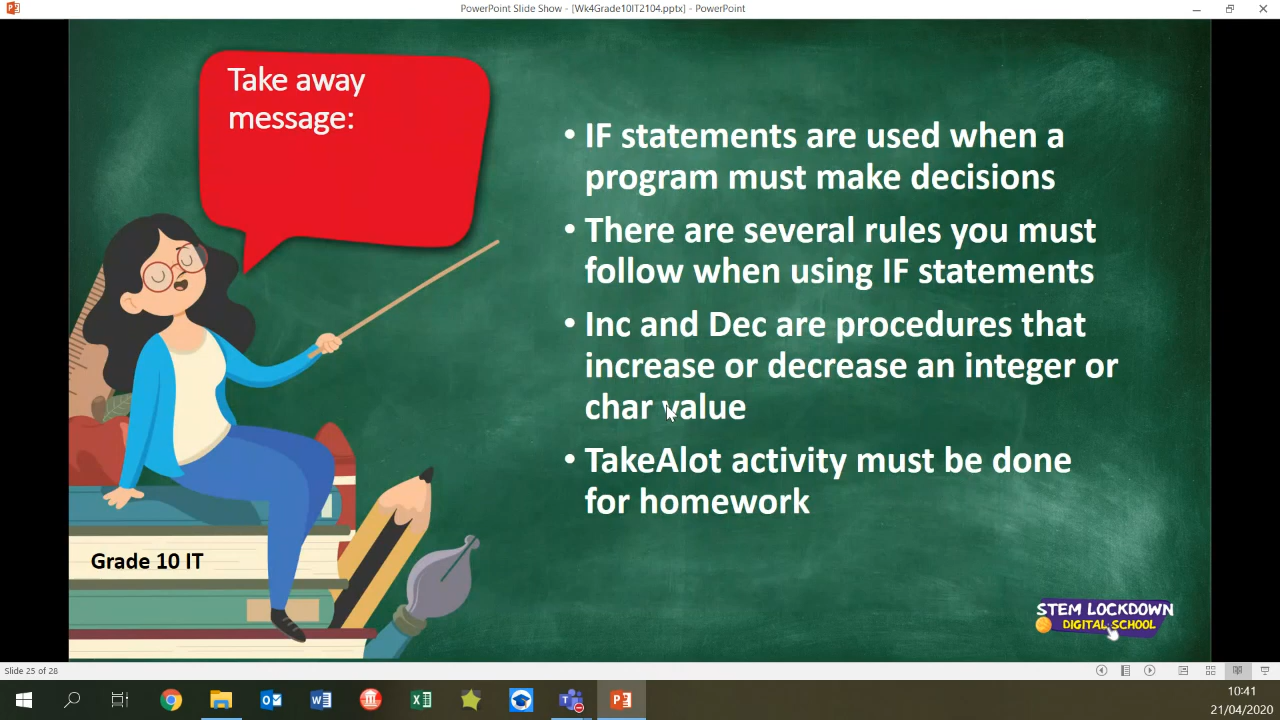 PowerPoint Slide Show - [Wk4Grade10IT2104.pptx] - PowerPoint
Take away
message:
• IF statements are used when a
program must make decisions
• There are several rules you must
follow when using IF statements
• Inc and Dec are procedures that
increase or decrease an integer or
char value
• TakeAlot activity must be done
for homework
Grade 10 IT
STEM LOCKDOWN
DIGITAL SCHOOL
Slide 25 of 28
10:41
21/04/2020